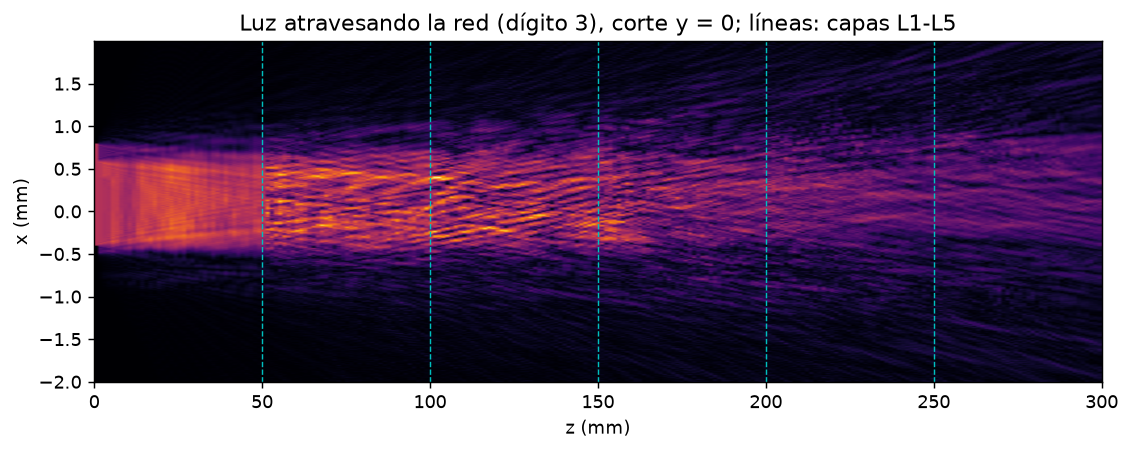 Luz atravesando la red (dígito 3), corte y = 0; líneas: capas L1-L5
x (mm)
1.5
1.0
0.5
0.0
−0.5
−1.0
−1.5
−2.0
0 50 100 150 200 250 300
z (mm)